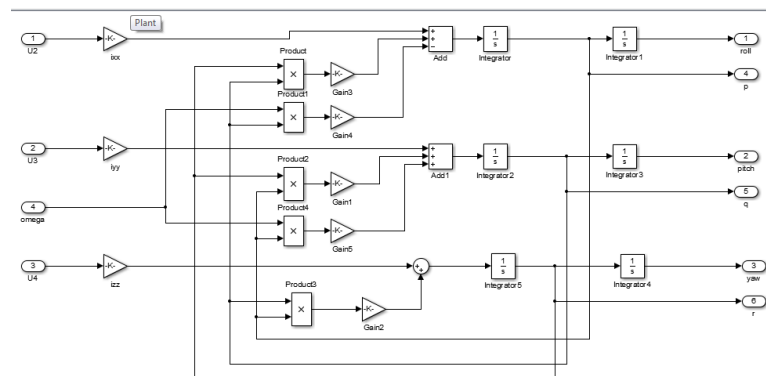 Plant
1
U2
-K-
ixx
×
Product
-K-
Gain3
+
+
−
Add
1
s
Integrator
1
s
Integrator1
1
roll
4
p
×
Product1
-K-
Gain4
2
U3
-K-
iyy
×
Product2
-K-
Gain1
+
+
+
Add1
1
s
Integrator2
1
s
Integrator3
2
pitch
5
q
4
omega
×
Product4
-K-
Gain5
3
U4
-K-
izz
+
+
1
s
Integrator5
1
s
Integrator4
3
yaw
6
r
×
Product3
-K-
Gain2